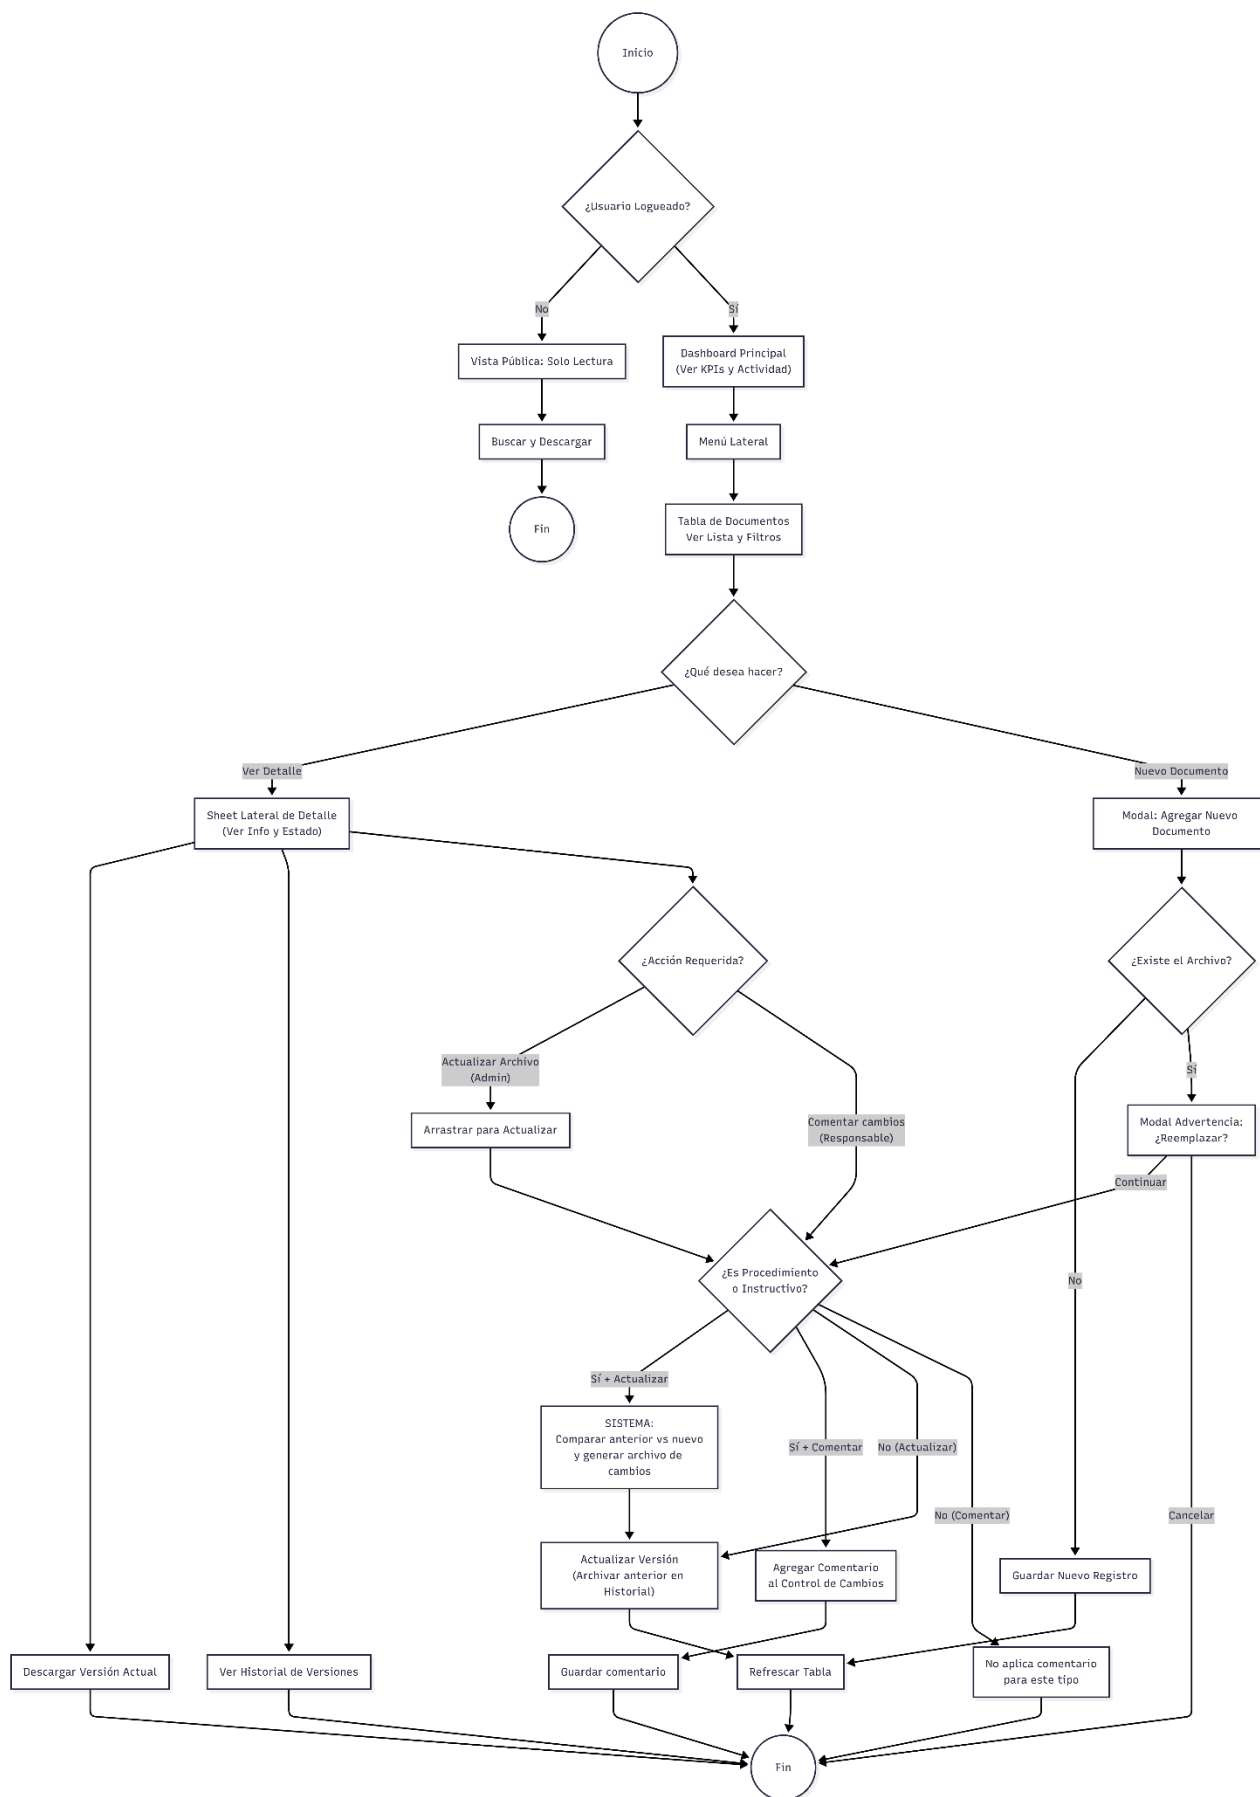 Inicio
¿Usuario Logueado?
No
Sí
Vista Pública: Solo Lectura
Dashboard Principal
(Ver KPIs y Actividad)
Buscar y Descargar
Menú Lateral
Fin
Tabla de Documentos
Ver Lista y Filtros
¿Qué desea hacer?
Ver Detalle
Nuevo Documento
Sheet Lateral de Detalle
(Ver Info y Estado)
Modal: Agregar Nuevo
Documento
¿Acción Requerida?
¿Existe el Archivo?
Actualizar Archivo
(Admin)
Sí
Arrastrar para Actualizar
Comentar cambios
(Responsable)
Modal Advertencia:
¿Reemplazar?
Continuar
¿Es Procedimiento
o Instructivo?
No
Sí + Actualizar
SISTEMA:
Comparar anterior vs nuevo
y generar archivo de
cambios
Sí + Comentar
No (Actualizar)
No (Comentar)
Cancelar
Actualizar Versión
(Archivar anterior en
Historial)
Agregar Comentario
al Control de Cambios
Guardar Nuevo Registro
Descargar Versión Actual
Ver Historial de Versiones
Guardar comentario
Refrescar Tabla
No aplica comentario
para este tipo
Fin